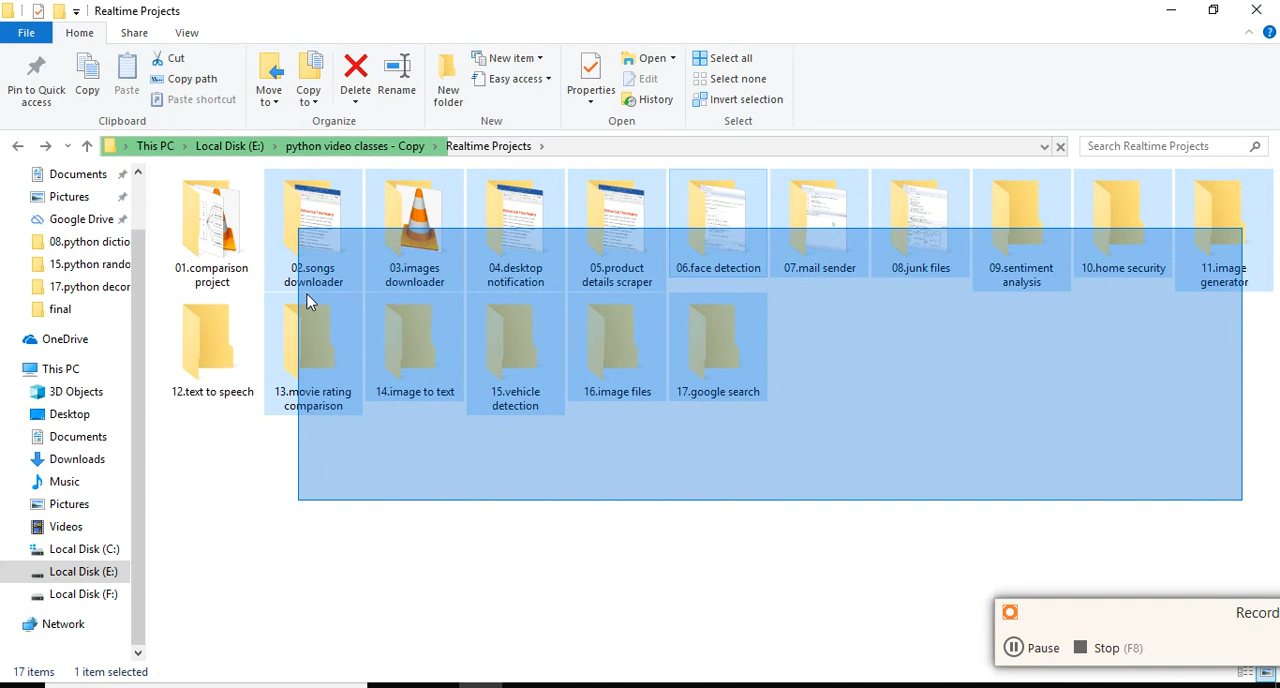 Realtime Projects
File Home Share View
Pin to Quick access
Copy
Paste
Cut
Copy path
Paste shortcut
Clipboard
Move to
Copy to
Delete
Rename
Organize
New folder
New item
Easy access
New
Properties
Open
Edit
History
Open
Select all
Select none
Invert selection
Select
This PC › Local Disk (E:) › python video classes - Copy › Realtime Projects ›
Search Realtime Projects
Documents
Pictures
Google Drive
08.python dictio
15.python rando
17.python decor
final
OneDrive
This PC
3D Objects
Desktop
Documents
Downloads
Music
Pictures
Videos
Local Disk (C:)
Local Disk (E:)
Local Disk (F:)
Network
01.comparison
project
02.songs
downloader
03.images
downloader
04.desktop
notification
05.product
details scraper
06.face detection
07.mail sender
08.junk files
09.sentiment
analysis
10.home security
11.image
generator
12.text to speech
13.movie rating
comparison
14.image to text
15.vehicle
detection
16.image files
17.google search
Record
Pause Stop (F8)
17 items 1 item selected